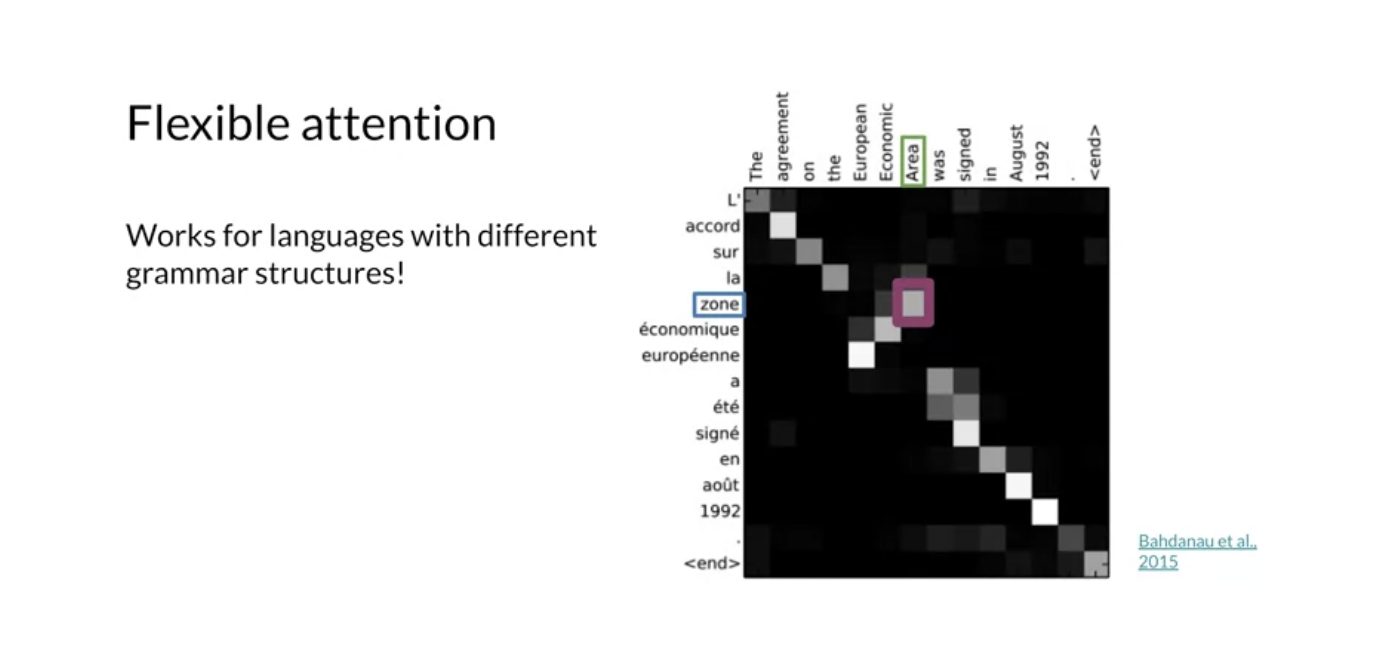 Flexible attention
Works for languages with different
grammar structures!
The
agreement
on
the
European
Economic
Area
was
signed
in
August
1992
.
<end>
L'
accord
sur
la
zone
économique
européenne
a
été
signé
en
août
1992
.
<end>
Bahdanau et al.,
2015